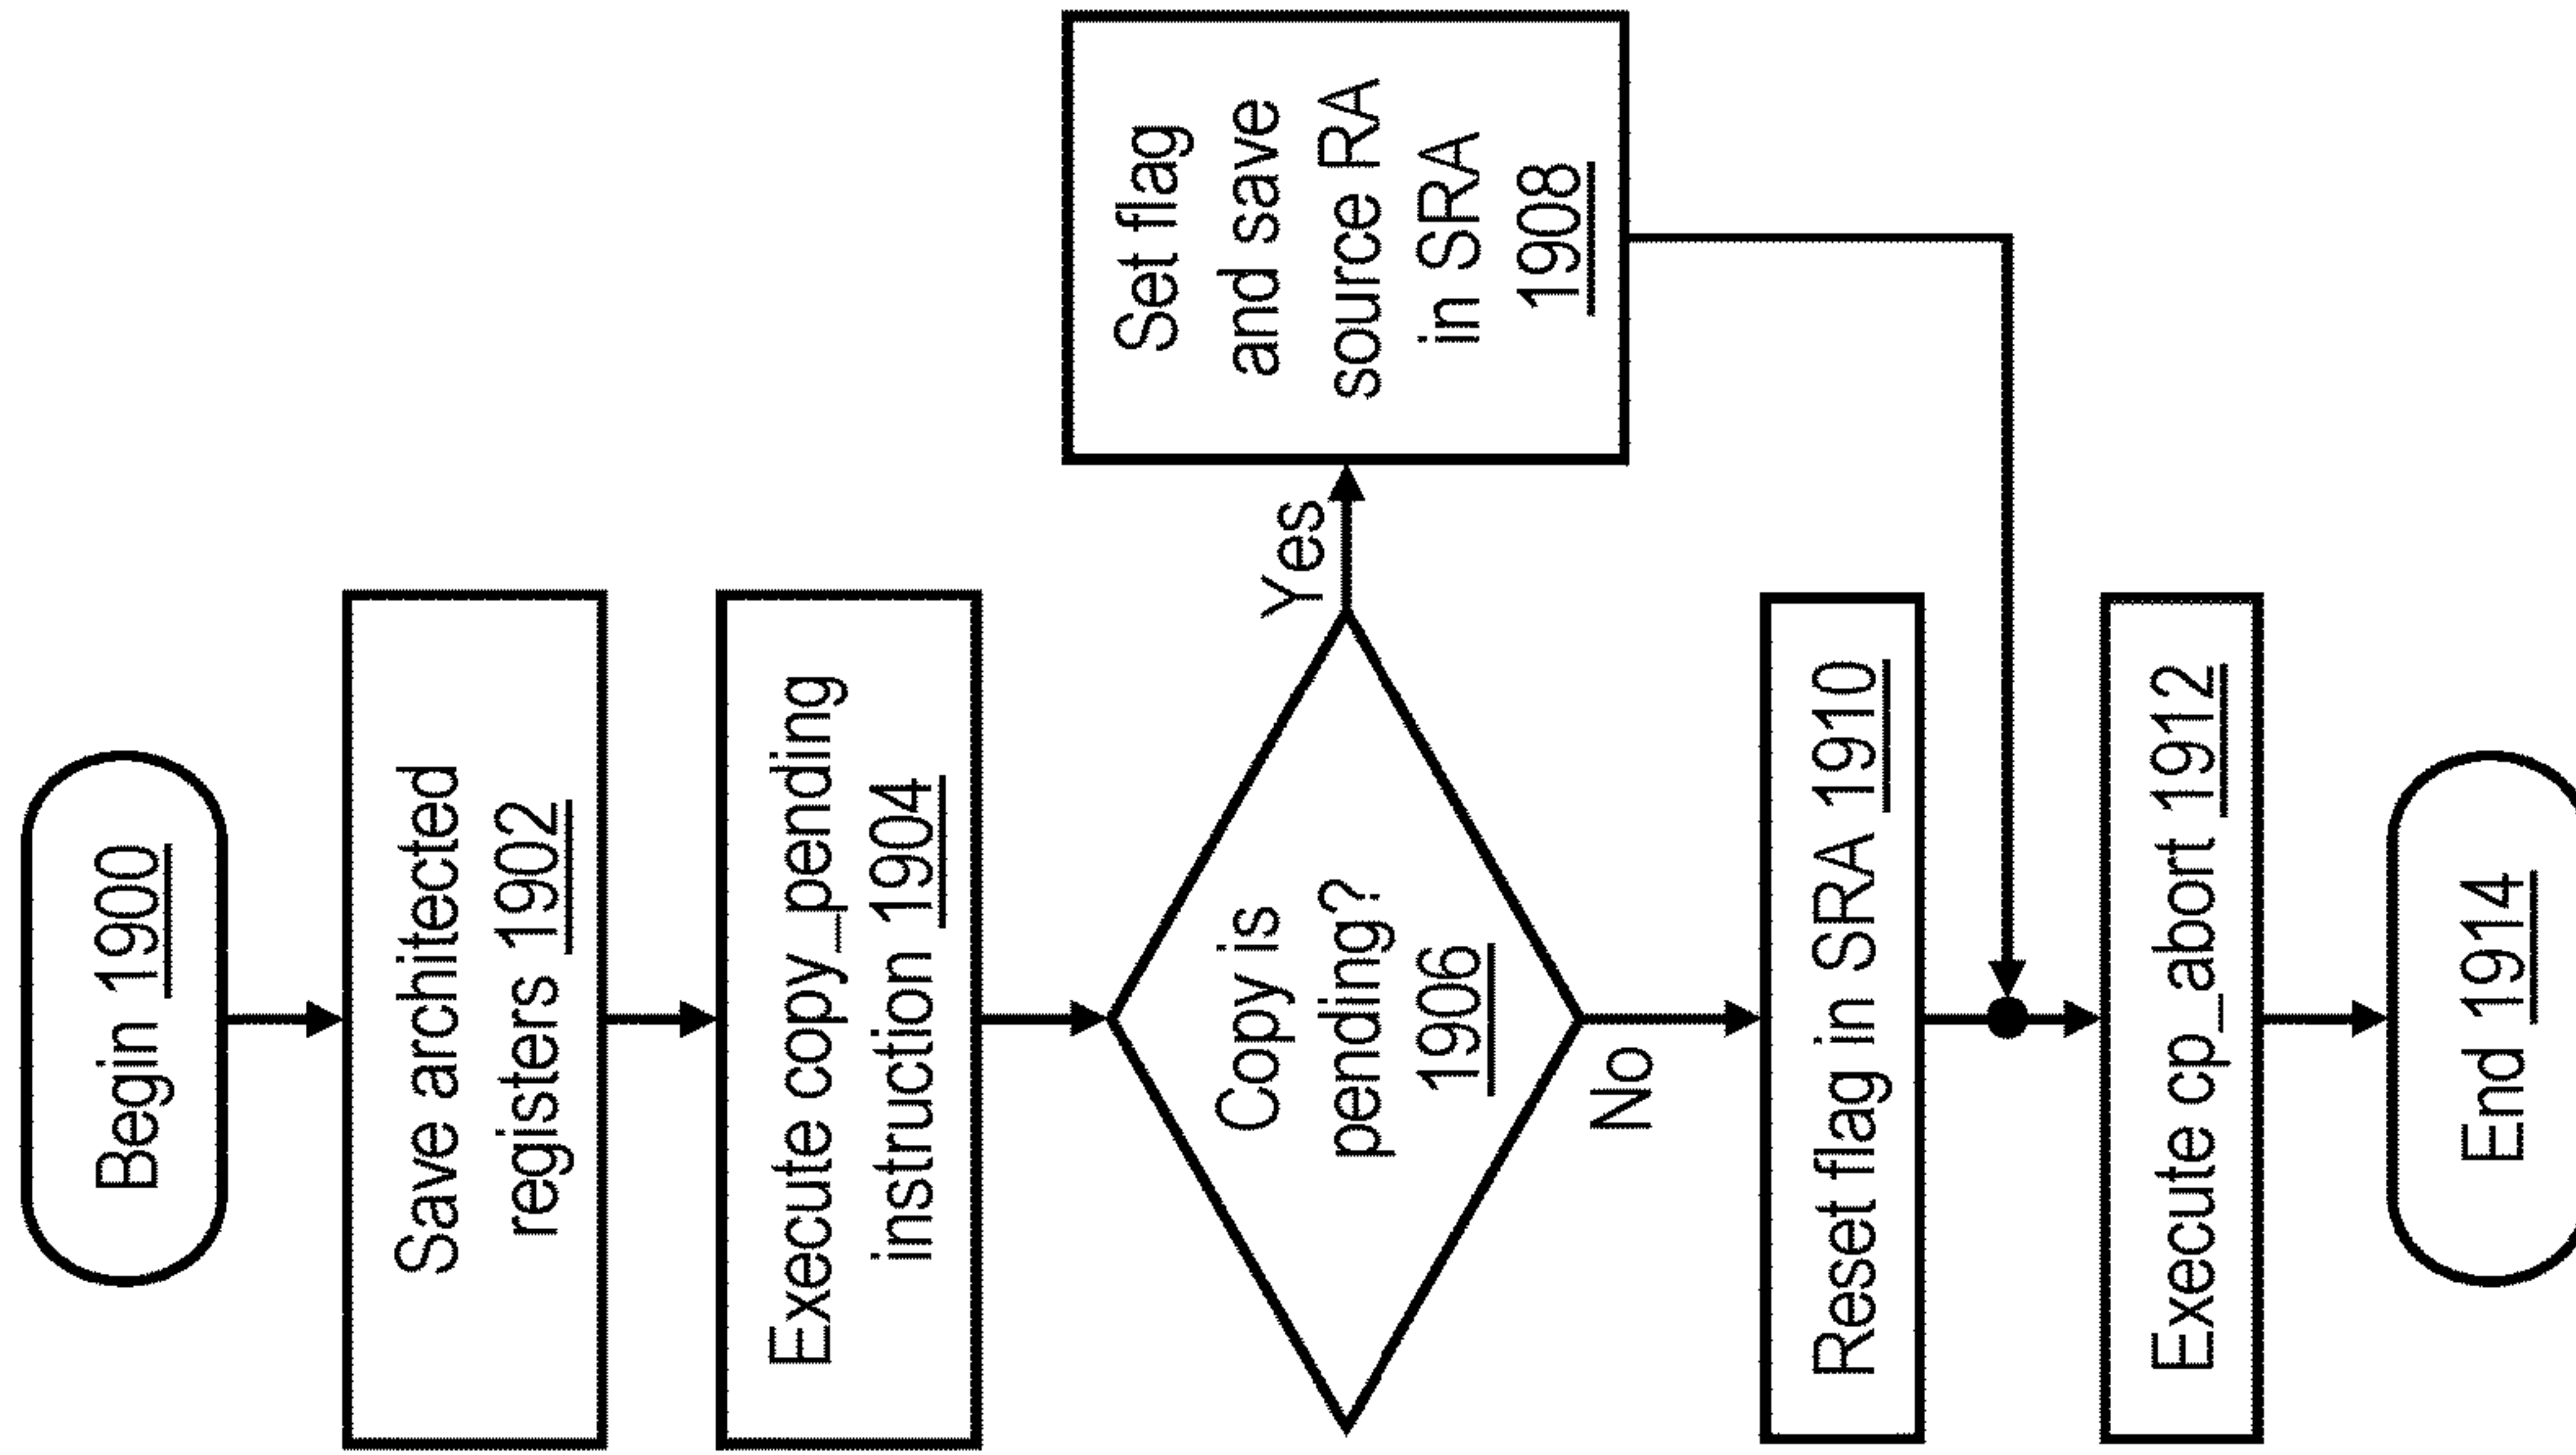 Begin 1900
Save architected
registers 1902
Execute copy_pending
instruction 1904
Copy is
pending?
1906
Yes
Set flag
and save
source RA
in SRA
1908
No
Reset flag in SRA 1910
Execute cp_abort 1912
End 1914